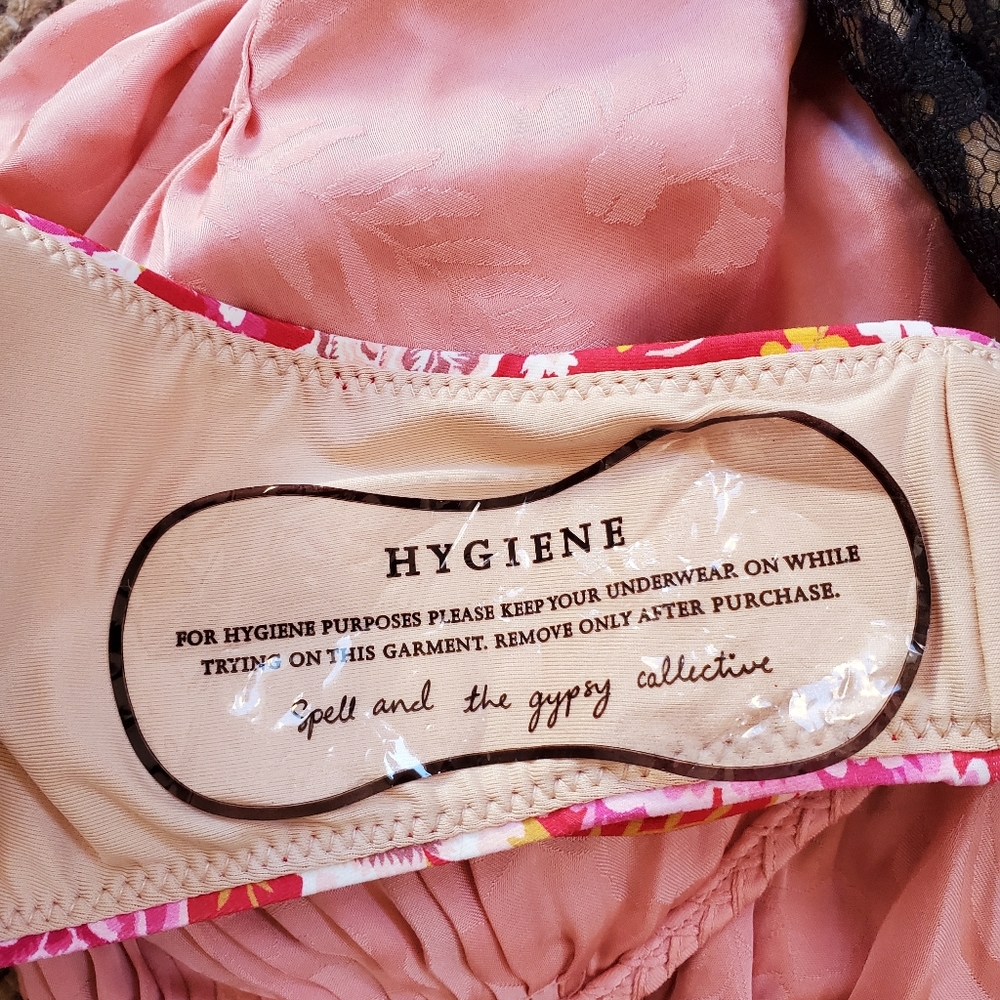 HYGIENE
FOR HYGIENE PURPOSES PLEASE KEEP YOUR UNDERWEAR ON WHILE
TRYING ON THIS GARMENT. REMOVE ONLY AFTER PURCHASE.
Spell and the gypsy collective